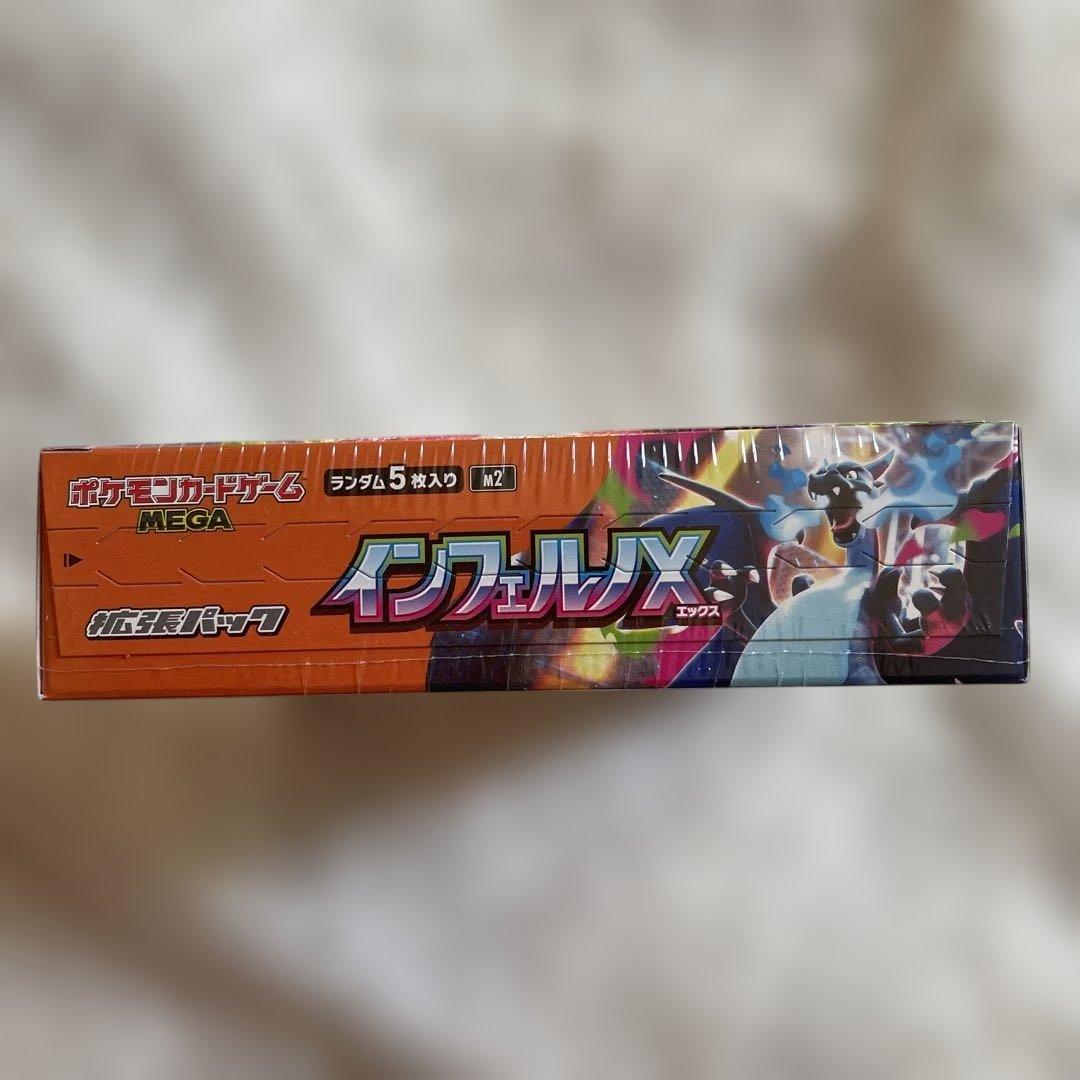 ポケモンカードゲーム
MEGA
ランダム5枚入り M2
インフェルノX
エックス
拡張パック